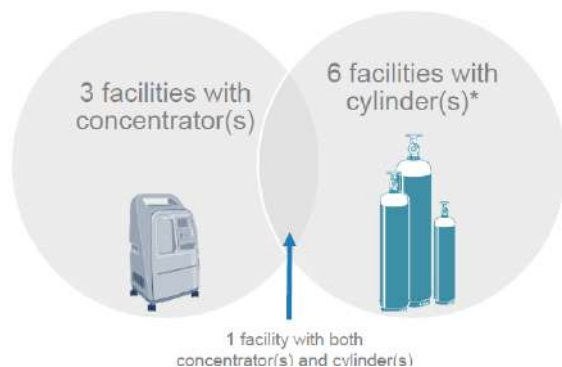 3 facilities with
concentrator(s)
6 facilities with
cylinder(s)*
1 facility with both
concentrator(s) and cylinder(s)